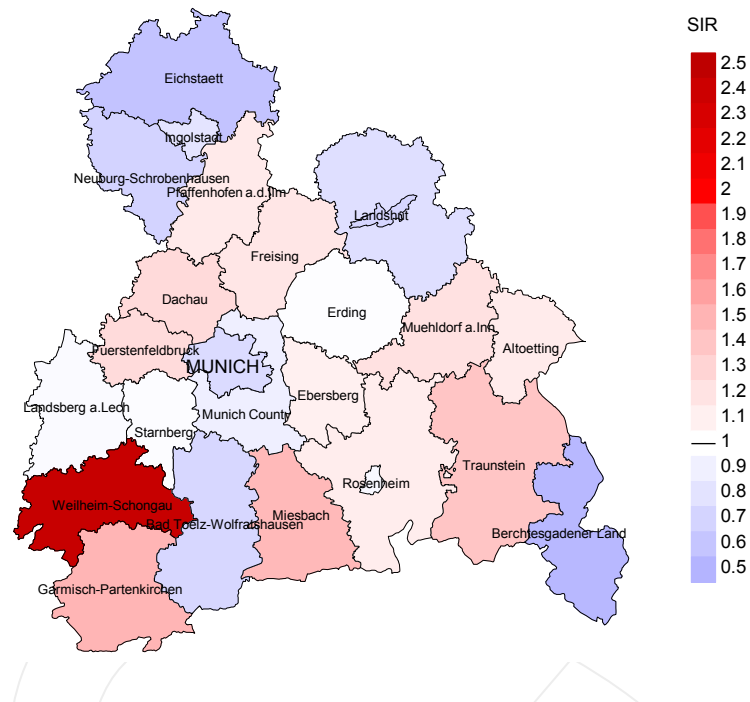 SIR
2.5
2.4
2.3
2.2
2.1
2
1.9
1.8
1.7
1.6
1.5
1.4
1.3
1.2
1.1
1
0.9
0.8
0.7
0.6
0.5
Eichstaett
Ingolstadt
Neuburg-Schrobenhausen
Pfaffenhofen a.d.Ilm
Landshut
Freising
Dachau
Erding
Muehldorf a.Inn
Altoetting
Fuerstenfeldbruck
MUNICH
Ebersberg
Landsberg a.Lech
Munich County
Starnberg
Traunstein
Rosenheim
Weilheim-Schongau
Miesbach
Bad Toelz-Wolfratshausen
Berchtesgadener Land
Garmisch-Partenkirchen